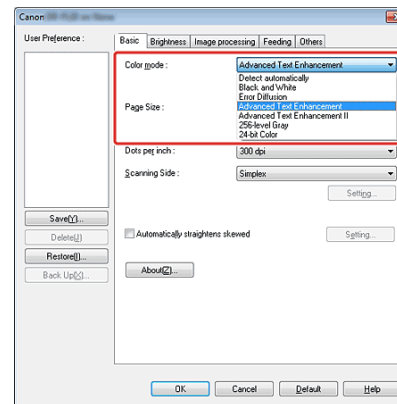 Canon on
User Preference :
Basic Brightness Image processing Feeding Others
Color mode :
Advanced Text Enhancement
Detect automatically
Black and White
Error Diffusion
Advanced Text Enhancement
Advanced Text Enhancement II
256-level Gray
24-bit Color
Page Size :
Dots per inch :
300 dpi
Scanning Side :
Simplex
Setting...
Automatically straightens skewed
Setting...
About(Z)...
Save(Y)...
Delete(J)
Restore(I)...
Back Up(X)...
OK Cancel Default Help